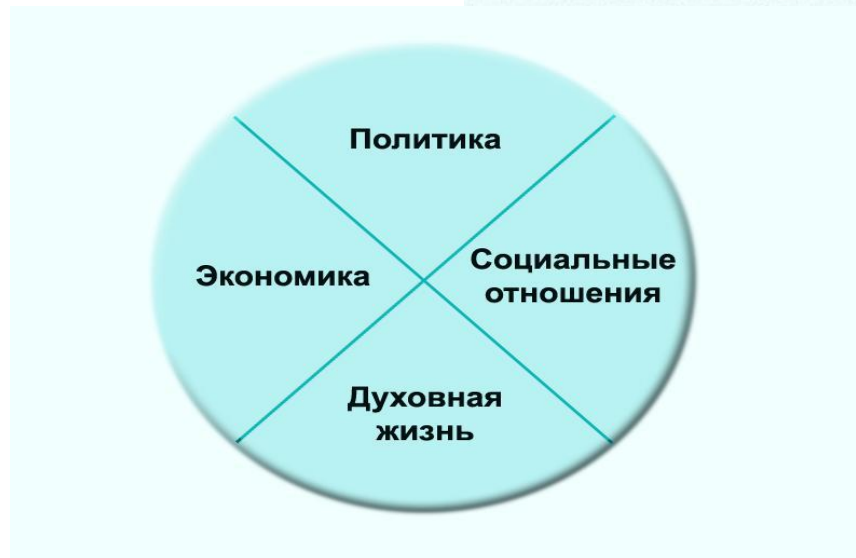 Политика
Экономика
Социальные
отношения
Духовная
жизнь